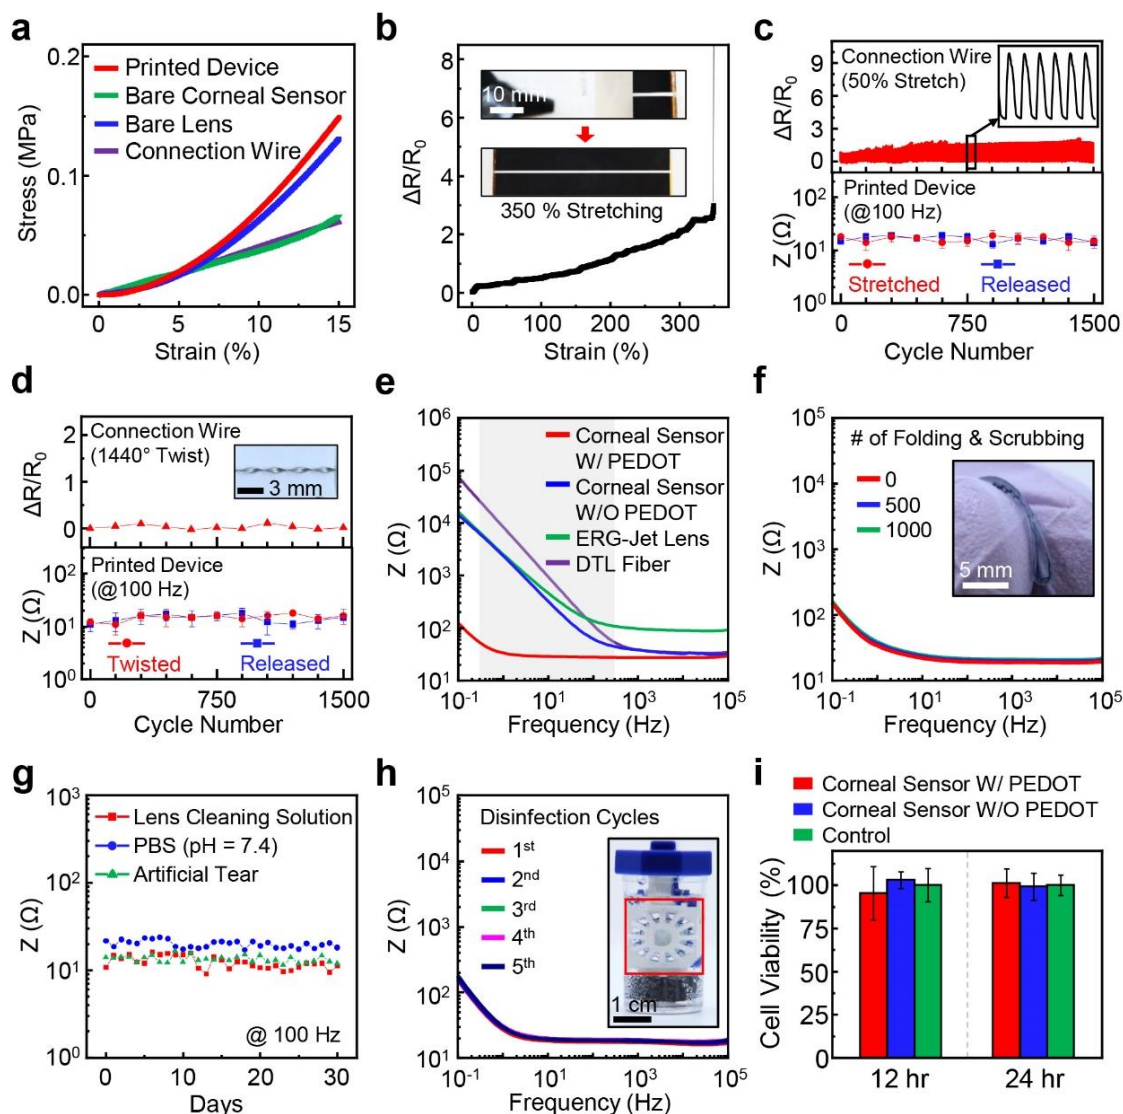 a
0.2
0.1
0.0
Stress (MPa)
Printed Device
Bare Corneal Sensor
Bare Lens
Connection Wire
0
5
10
15
Strain (%)
b
8
6
4
2
0
ΔR/R0
10 mm
350 % Stretching
0
100
200
300
Strain (%)
c
9
6
3
0
ΔR/R0
Connection Wire
(50% Stretch)
10²
10¹
10⁰
Z (Ω)
Printed Device
(@100 Hz)
Stretched
Released
0
750
1500
Cycle Number
d
2
1
0
ΔR/R0
Connection Wire
(1440° Twist)
3 mm
10²
10¹
10⁰
Z (Ω)
Printed Device
(@100 Hz)
Twisted
Released
0
750
1500
Cycle Number
e
10⁶
10⁵
10⁴
10³
10²
10¹
Z (Ω)
Corneal Sensor
W/ PEDOT
Corneal Sensor
W/O PEDOT
ERG-Jet Lens
DTL Fiber
10⁻¹
10¹
10³
10⁵
Frequency (Hz)
f
10⁵
10⁴
10³
10²
10¹
Z (Ω)
# of Folding & Scrubbing
0
500
1000
5 mm
10⁻¹
10¹
10³
10⁵
Frequency (Hz)
g
10³
10²
10¹
10⁰
Z (Ω)
Lens Cleaning Solution
PBS (pH = 7.4)
Artificial Tear
@ 100 Hz
0
10
20
30
Days
h
10⁵
10⁴
10³
10²
10¹
Z (Ω)
Disinfection Cycles
1st
2nd
3rd
4th
5th
1 cm
10⁻¹
10¹
10³
10⁵
Frequency (Hz)
i
Corneal Sensor W/ PEDOT
Corneal Sensor W/O PEDOT
Control
100
75
50
25
0
Cell Viability (%)
12 hr
24 hr